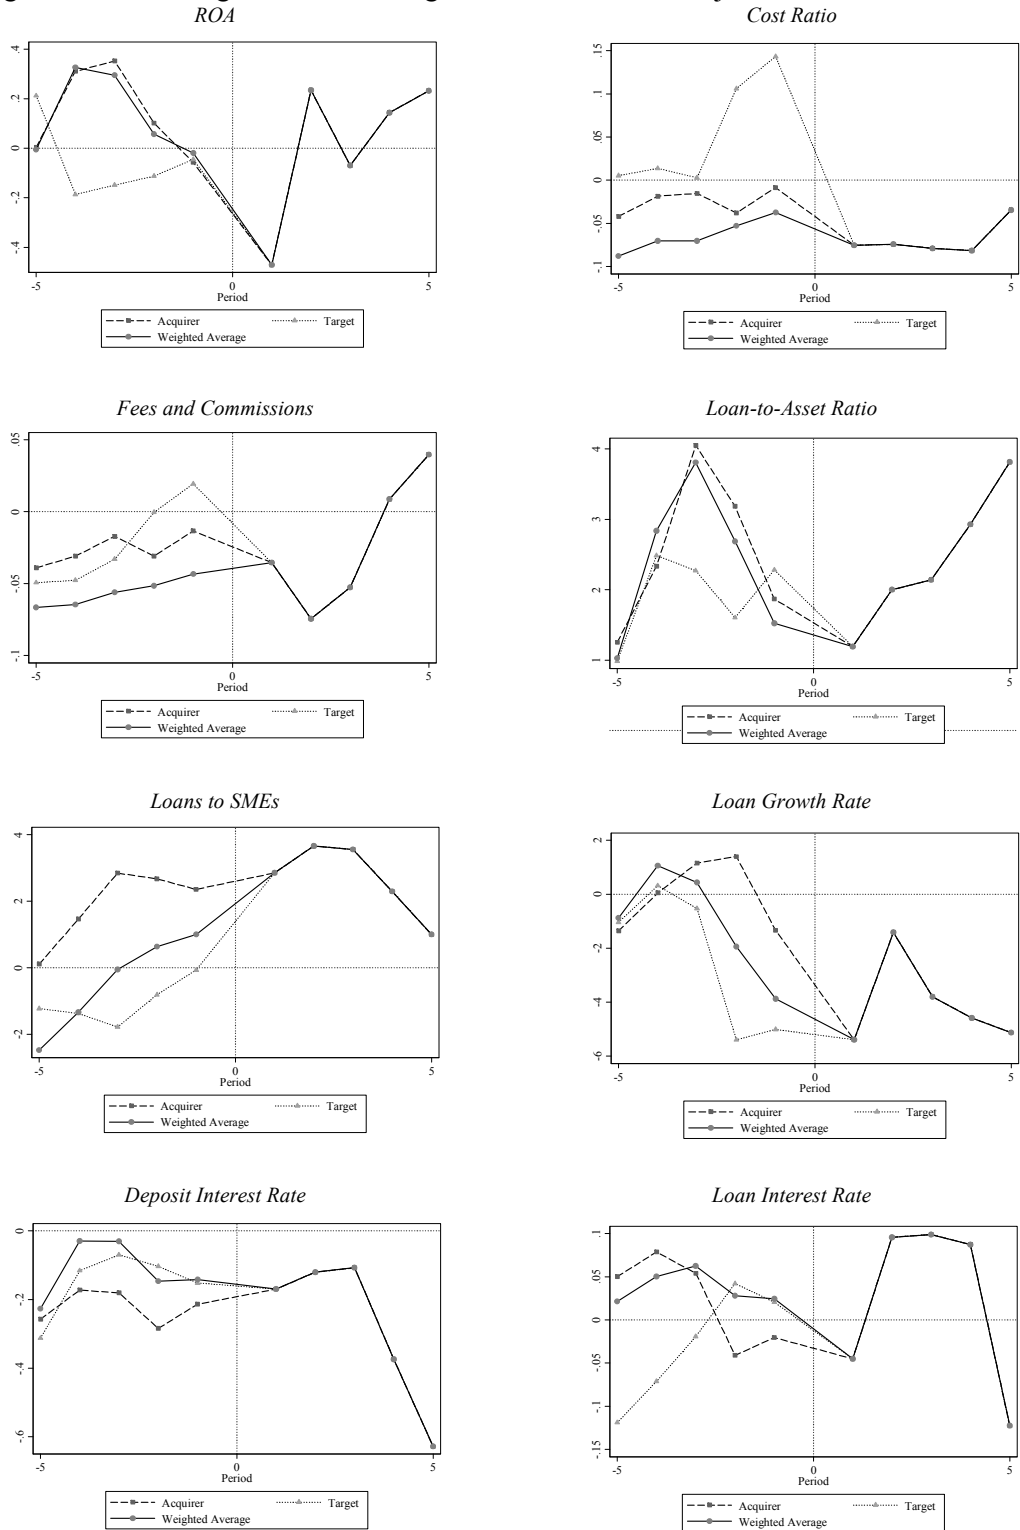 ROA
.4
.2
0
-.2
-.4
-5
0
5
Period
Acquirer
Target
Weighted Average
Cost Ratio
.15
.1
.05
0
-.05
-.1
-5
0
5
Period
Acquirer
Target
Weighted Average
Fees and Commissions
.05
0
-.05
-.1
-5
0
5
Period
Acquirer
Target
Weighted Average
Loan-to-Asset Ratio
4
3
2
1
-5
0
5
Period
Acquirer
Target
Weighted Average
Loans to SMEs
4
2
0
-2
-5
0
5
Period
Acquirer
Target
Weighted Average
Loan Growth Rate
2
0
-2
-4
-6
-5
0
5
Period
Acquirer
Target
Weighted Average
Deposit Interest Rate
0
-.2
-.4
-.6
-5
0
5
Period
Acquirer
Target
Weighted Average
Loan Interest Rate
.1
.05
0
-.05
-.1
-.15
-5
0
5
Period
Acquirer
Target
Weighted Average